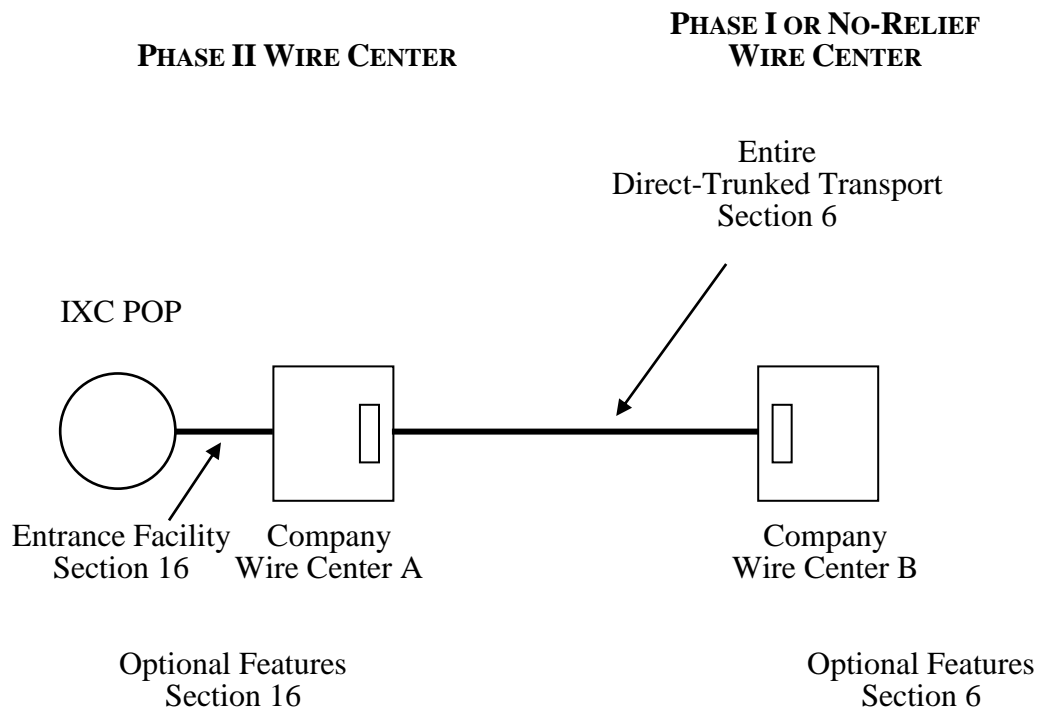 PHASE II WIRE CENTER
PHASE I OR NO-RELIEF
WIRE CENTER
Entire
Direct-Trunked Transport
Section 6
IXC POP
Entrance Facility
Section 16
Company
Wire Center A
Company
Wire Center B
Optional Features
Section 16
Optional Features
Section 6